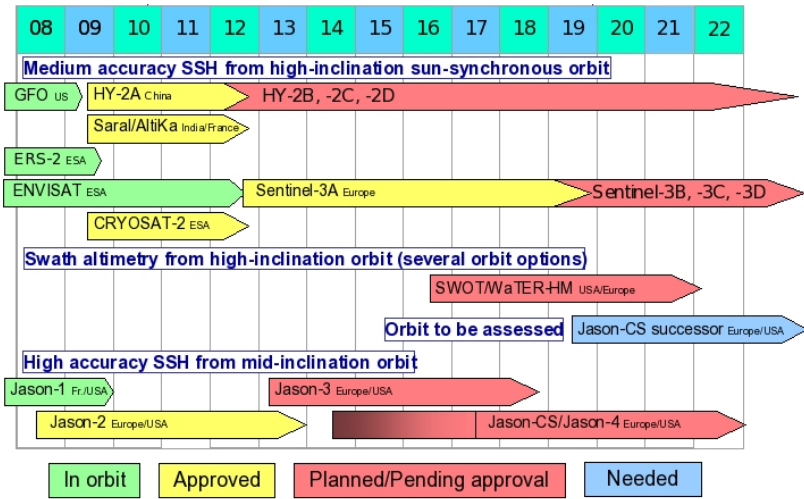 08 09 10 11 12 13 14 15 16 17 18 19 20 21 22
Medium accuracy SSH from high-inclination sun-synchronous orbit
GFO US HY-2A China HY-2B, -2C, -2D
Saral/AltiKa India/France
ERS-2 ESA
ENVISAT ESA Sentinel-3A Europe Sentinel-3B, -3C, -3D
CRYOSAT-2 ESA
Swath altimetry from high-inclination orbit (several orbit options)
SWOT/WaTER-HM USA/Europe
Orbit to be assessed Jason-CS successor Europe/USA
High accuracy SSH from mid-inclination orbit
Jason-1 Fr./USA Jason-3 Europe/USA
Jason-2 Europe/USA Jason-CS/Jason-4 Europe/USA
In orbit Approved Planned/Pending approval Needed